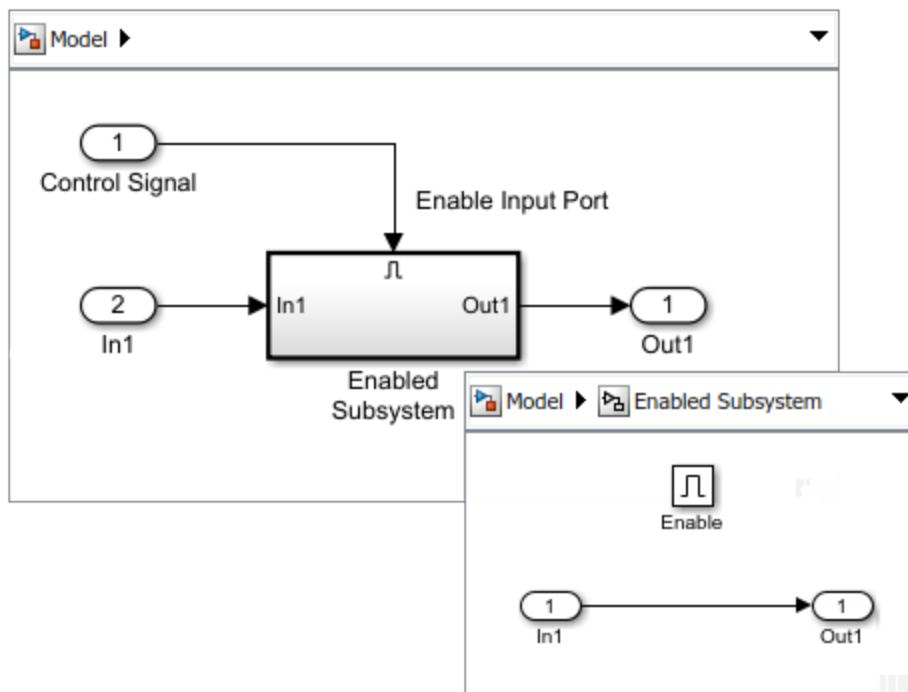 Model
1
Control Signal
Enable Input Port
In1
Out1
2
In1
1
Out1
Enabled
Subsystem
Model Enabled Subsystem
Enable
1
In1
1
Out1